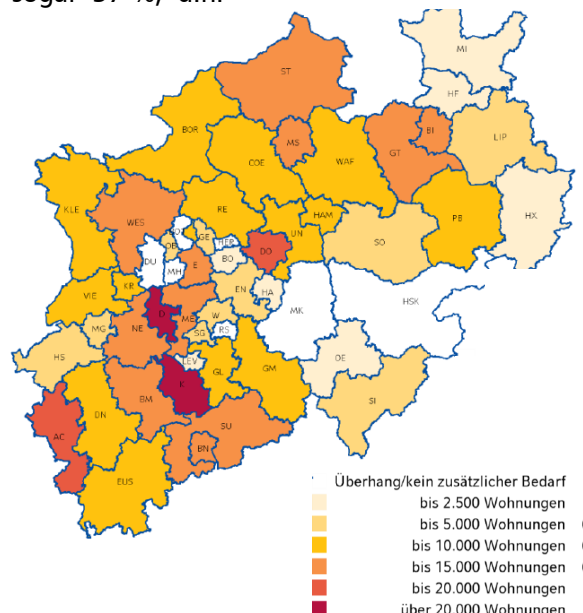 MI
ST
HF
BOR
MS
BI
LIP
COE
WAF
GT
KLE
WES
RE
HAM
PB
HX
GE
HER
UN
OB
DO
SO
DU
BO
E
MH
EN
HA
HSK
KR
MK
VIE
D
ME
W
MG
NE
SG
RS
OE
HS
LEV
K
GL
GM
SI
BM
DN
SU
AC
BN
EUS
Überhang/kein zusätzlicher Bedarf
bis 2.500 Wohnungen
bis 5.000 Wohnungen
bis 10.000 Wohnungen
bis 15.000 Wohnungen
bis 20.000 Wohnungen
über 20.000 Wohnungen